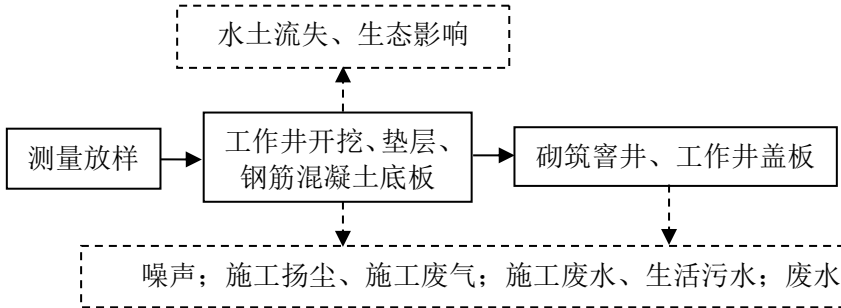 水土流失、生态影响
测量放样
工作井开挖、垫层、
钢筋混凝土底板
砌筑窨井、工作井盖板
噪声；施工扬尘、施工废气；施工废水、生活污水；废水